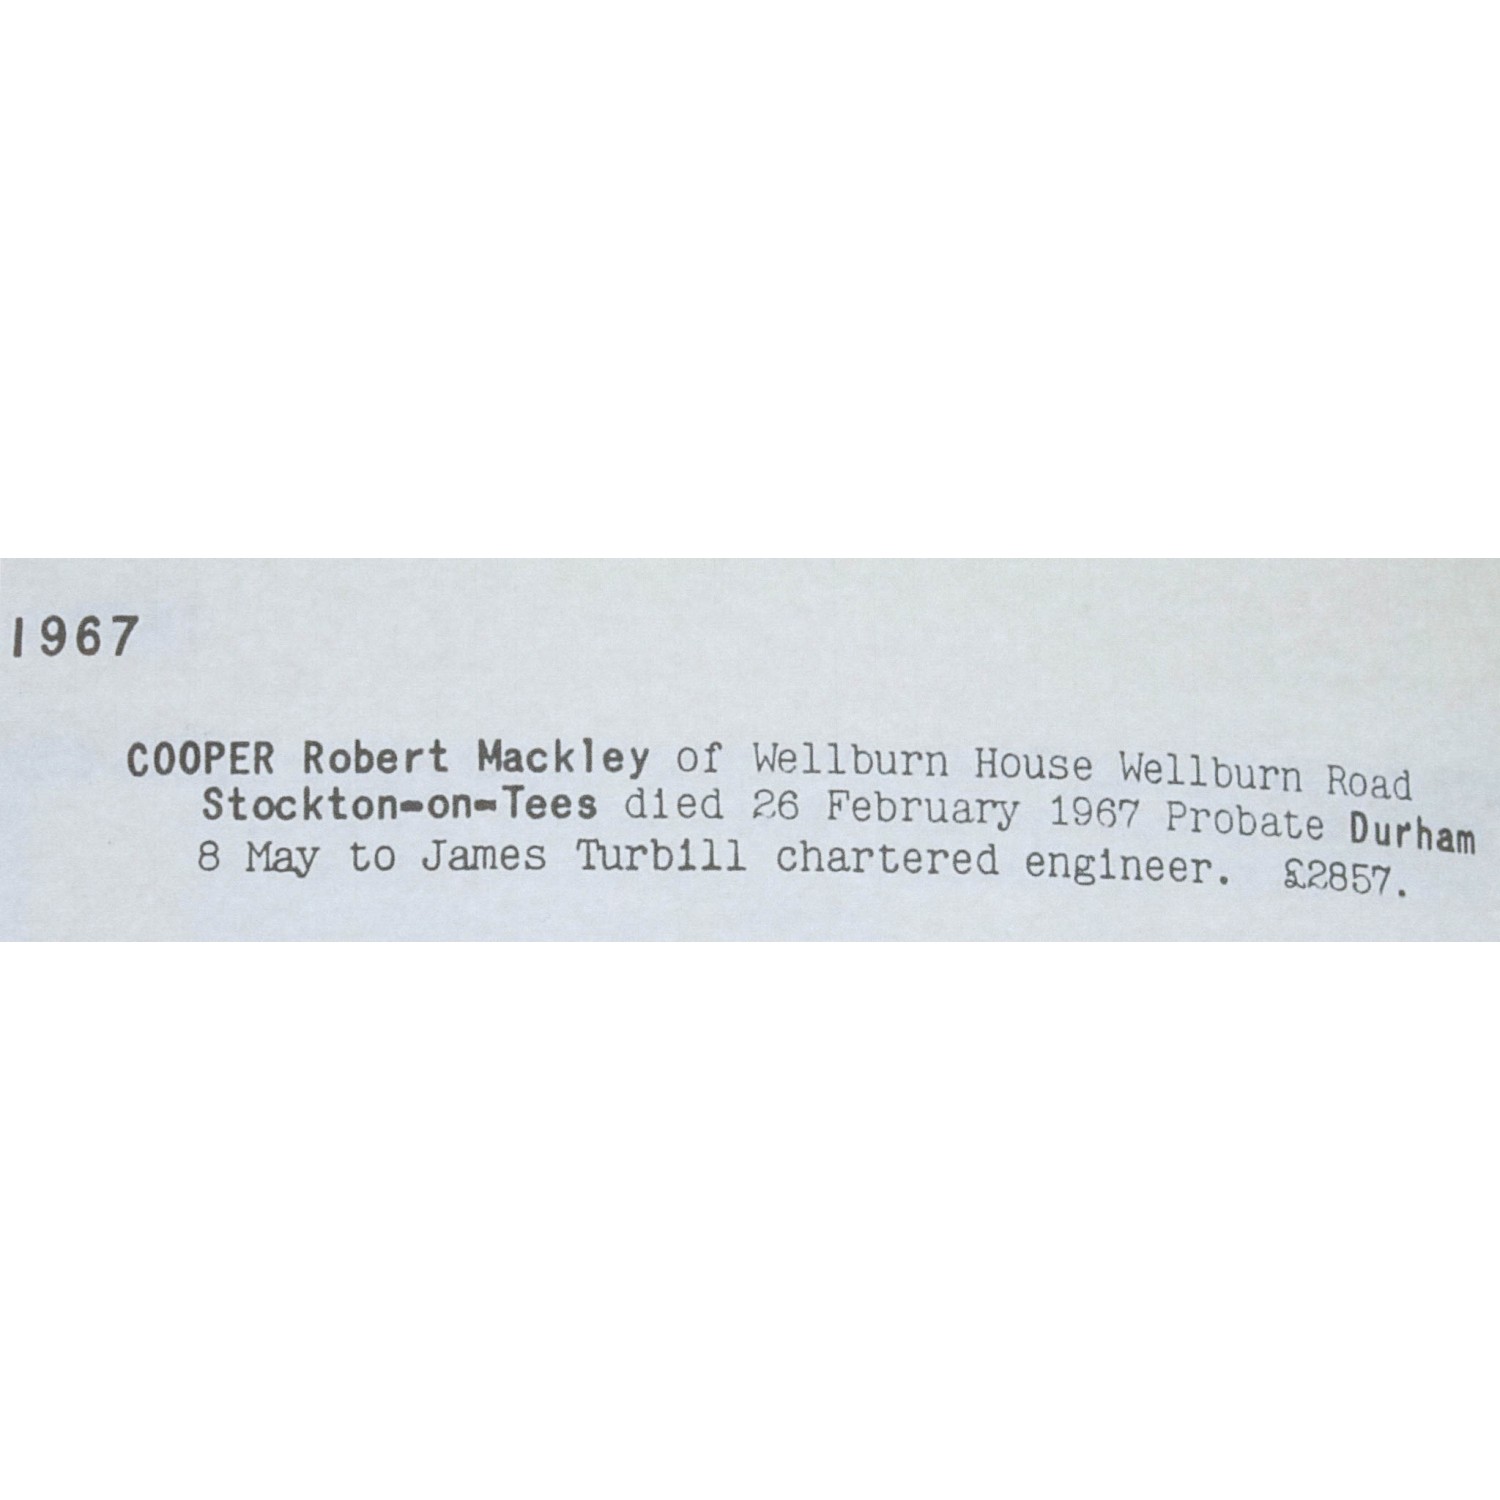 1967
COOPER Robert Mackley of Wellburn House Wellburn Road
Stockton-on-Tees died 26 February 1967 Probate Durham
8 May to James Turbill chartered engineer. £2857.